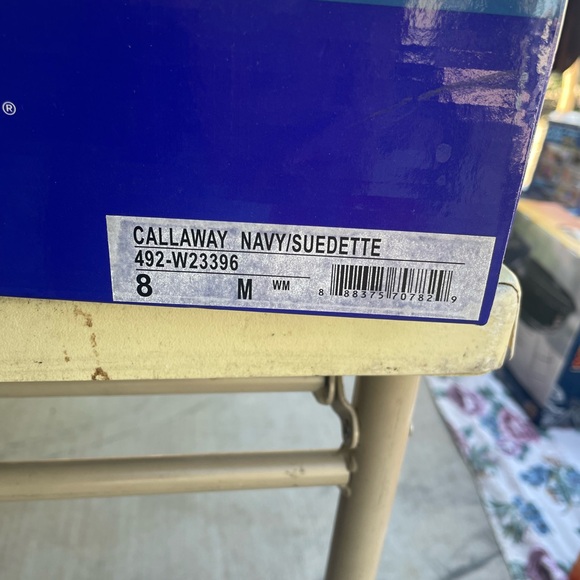 ®
CALLAWAY NAVY/SUEDETTE
492-W23396
8 M WM
8 88375 70782 9